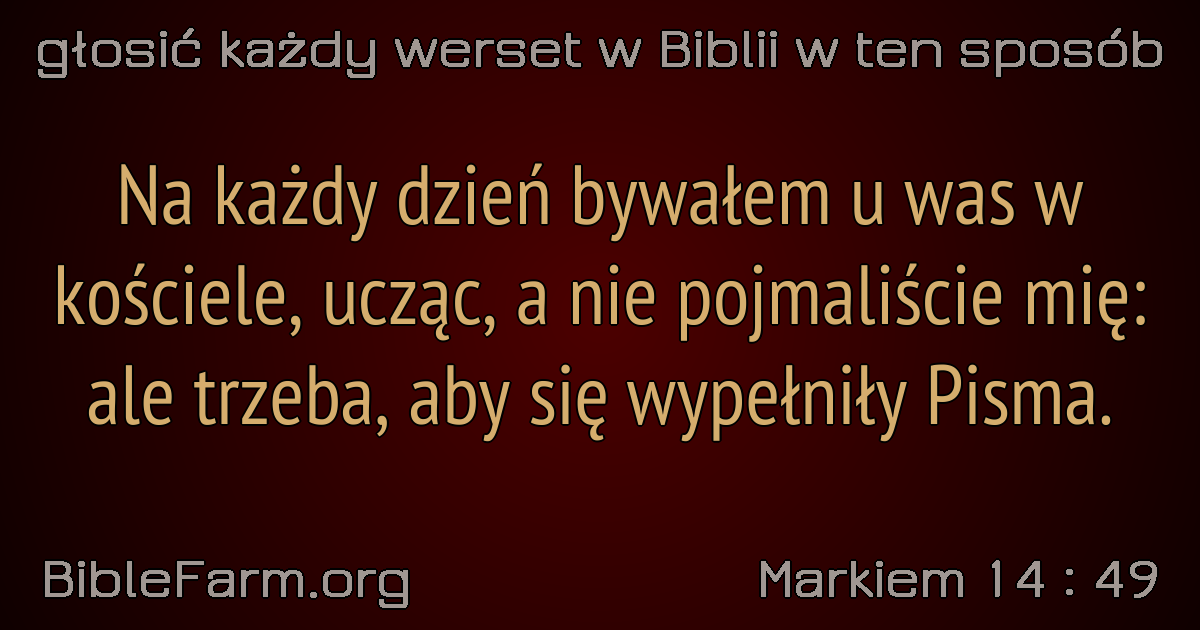 głosić każdy werset w Biblii w ten sposób
Na każdy dzień bywałem u was w
kościele, ucząc, a nie pojmaliście mię:
ale trzeba, aby się wypełniły Pisma.
BibleFarm.org
Markiem 14 : 49